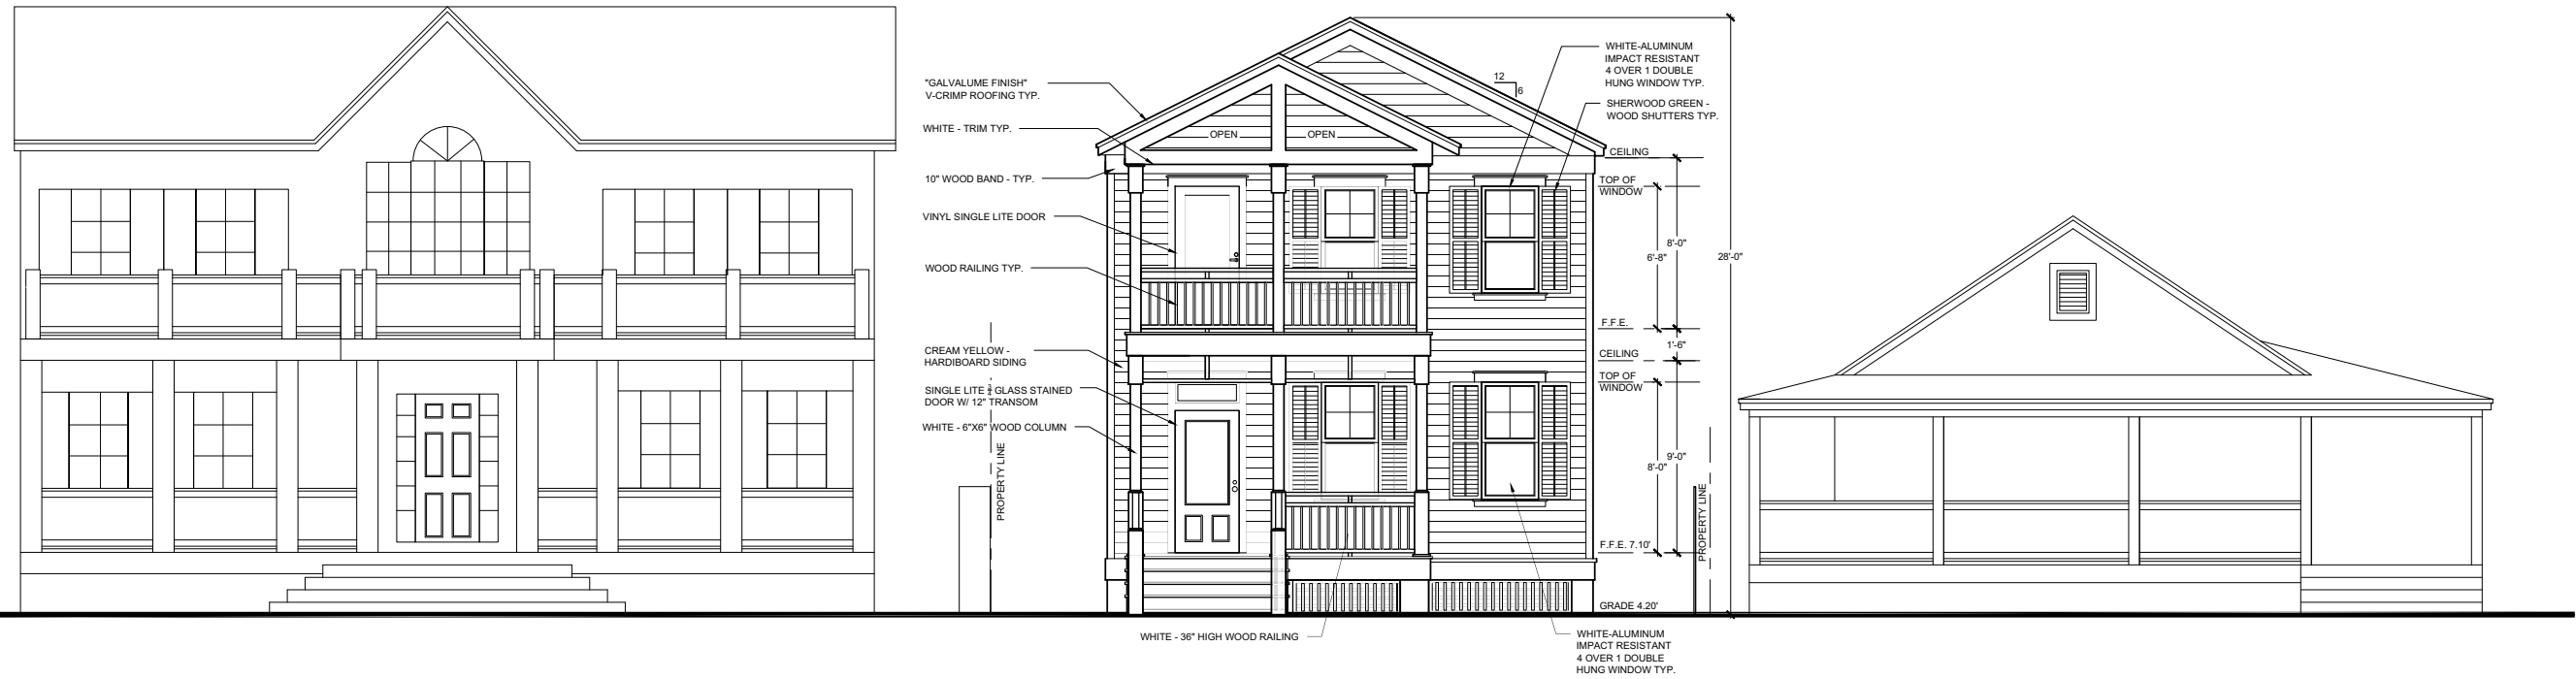 "GALVALUME FINISH"
V-CRIMP ROOFING TYP.
WHITE - TRIM TYP.
10" WOOD BAND - TYP.
VINYL SINGLE LITE DOOR
WOOD RAILING TYP.
CREAM YELLOW -
HARDIBOARD SIDING
SINGLE LITE ¾ GLASS STAINED
DOOR W/ 12" TRANSOM
WHITE - 6"X6" WOOD COLUMN
PROPERTY LINE
OPEN
OPEN
12
6
WHITE-ALUMINUM
IMPACT RESISTANT
4 OVER 1 DOUBLE
HUNG WINDOW TYP.
SHERWOOD GREEN -
WOOD SHUTTERS TYP.
CEILING
TOP OF
WINDOW
8'-0"
6'-8"
28'-0"
F.F.E.
1'-6"
CEILING
TOP OF
WINDOW
9'-0"
8'-0"
PROPERTY LINE
F.F.E. 7.10'
GRADE 4.20'
WHITE - 36" HIGH WOOD RAILING
WHITE-ALUMINUM
IMPACT RESISTANT
4 OVER 1 DOUBLE
HUNG WINDOW TYP.